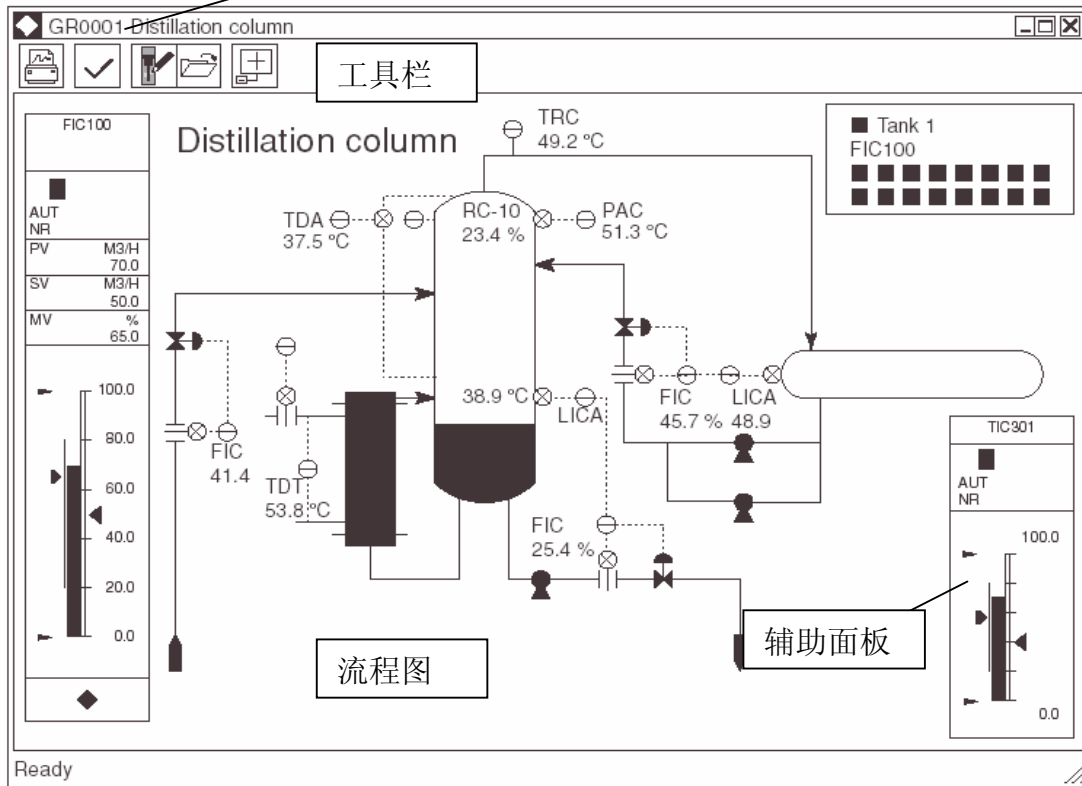 GR0001 Distillation column
工具栏
FIC100
AUT
NR
PV M3/H
70.0
SV M3/H
50.0
MV %
65.0
100.0
80.0
60.0
40.0
20.0
0.0
Distillation column
TRC
49.2 °C
Tank 1
FIC100
TDA
37.5 °C
RC-10
23.4 %
PAC
51.3 °C
38.9 °C
LICA
FIC
41.4
TDT
53.8 °C
FIC
45.7 %
LICA
48.9
FIC
25.4 %
流程图
辅助面板
TIC301
AUT
NR
100.0
0.0
Ready